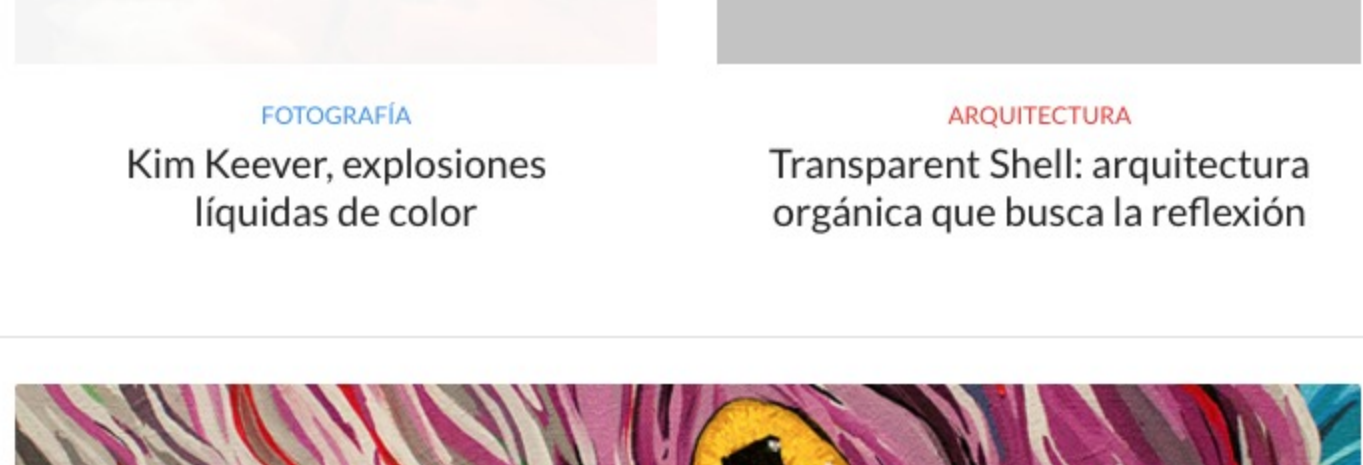 FOTOGRAFÍA
Kim Keever, explosiones
líquidas de color
ARQUITECTURA
Transparent Shell: arquitectura
orgánica que busca la reflexión